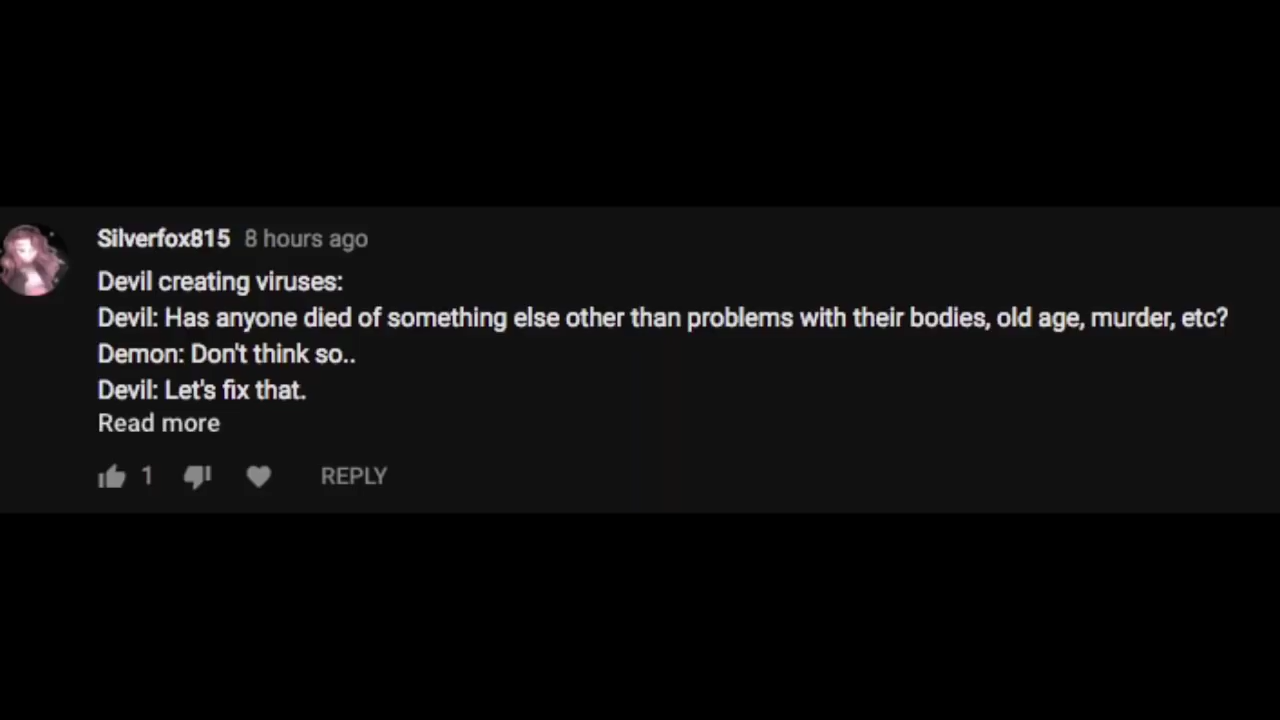 Silverfox815 8 hours ago
Devil creating viruses:
Devil: Has anyone died of something else other than problems with their bodies, old age, murder, etc?
Demon: Don't think so..
Devil: Let's fix that.
Read more
1 REPLY